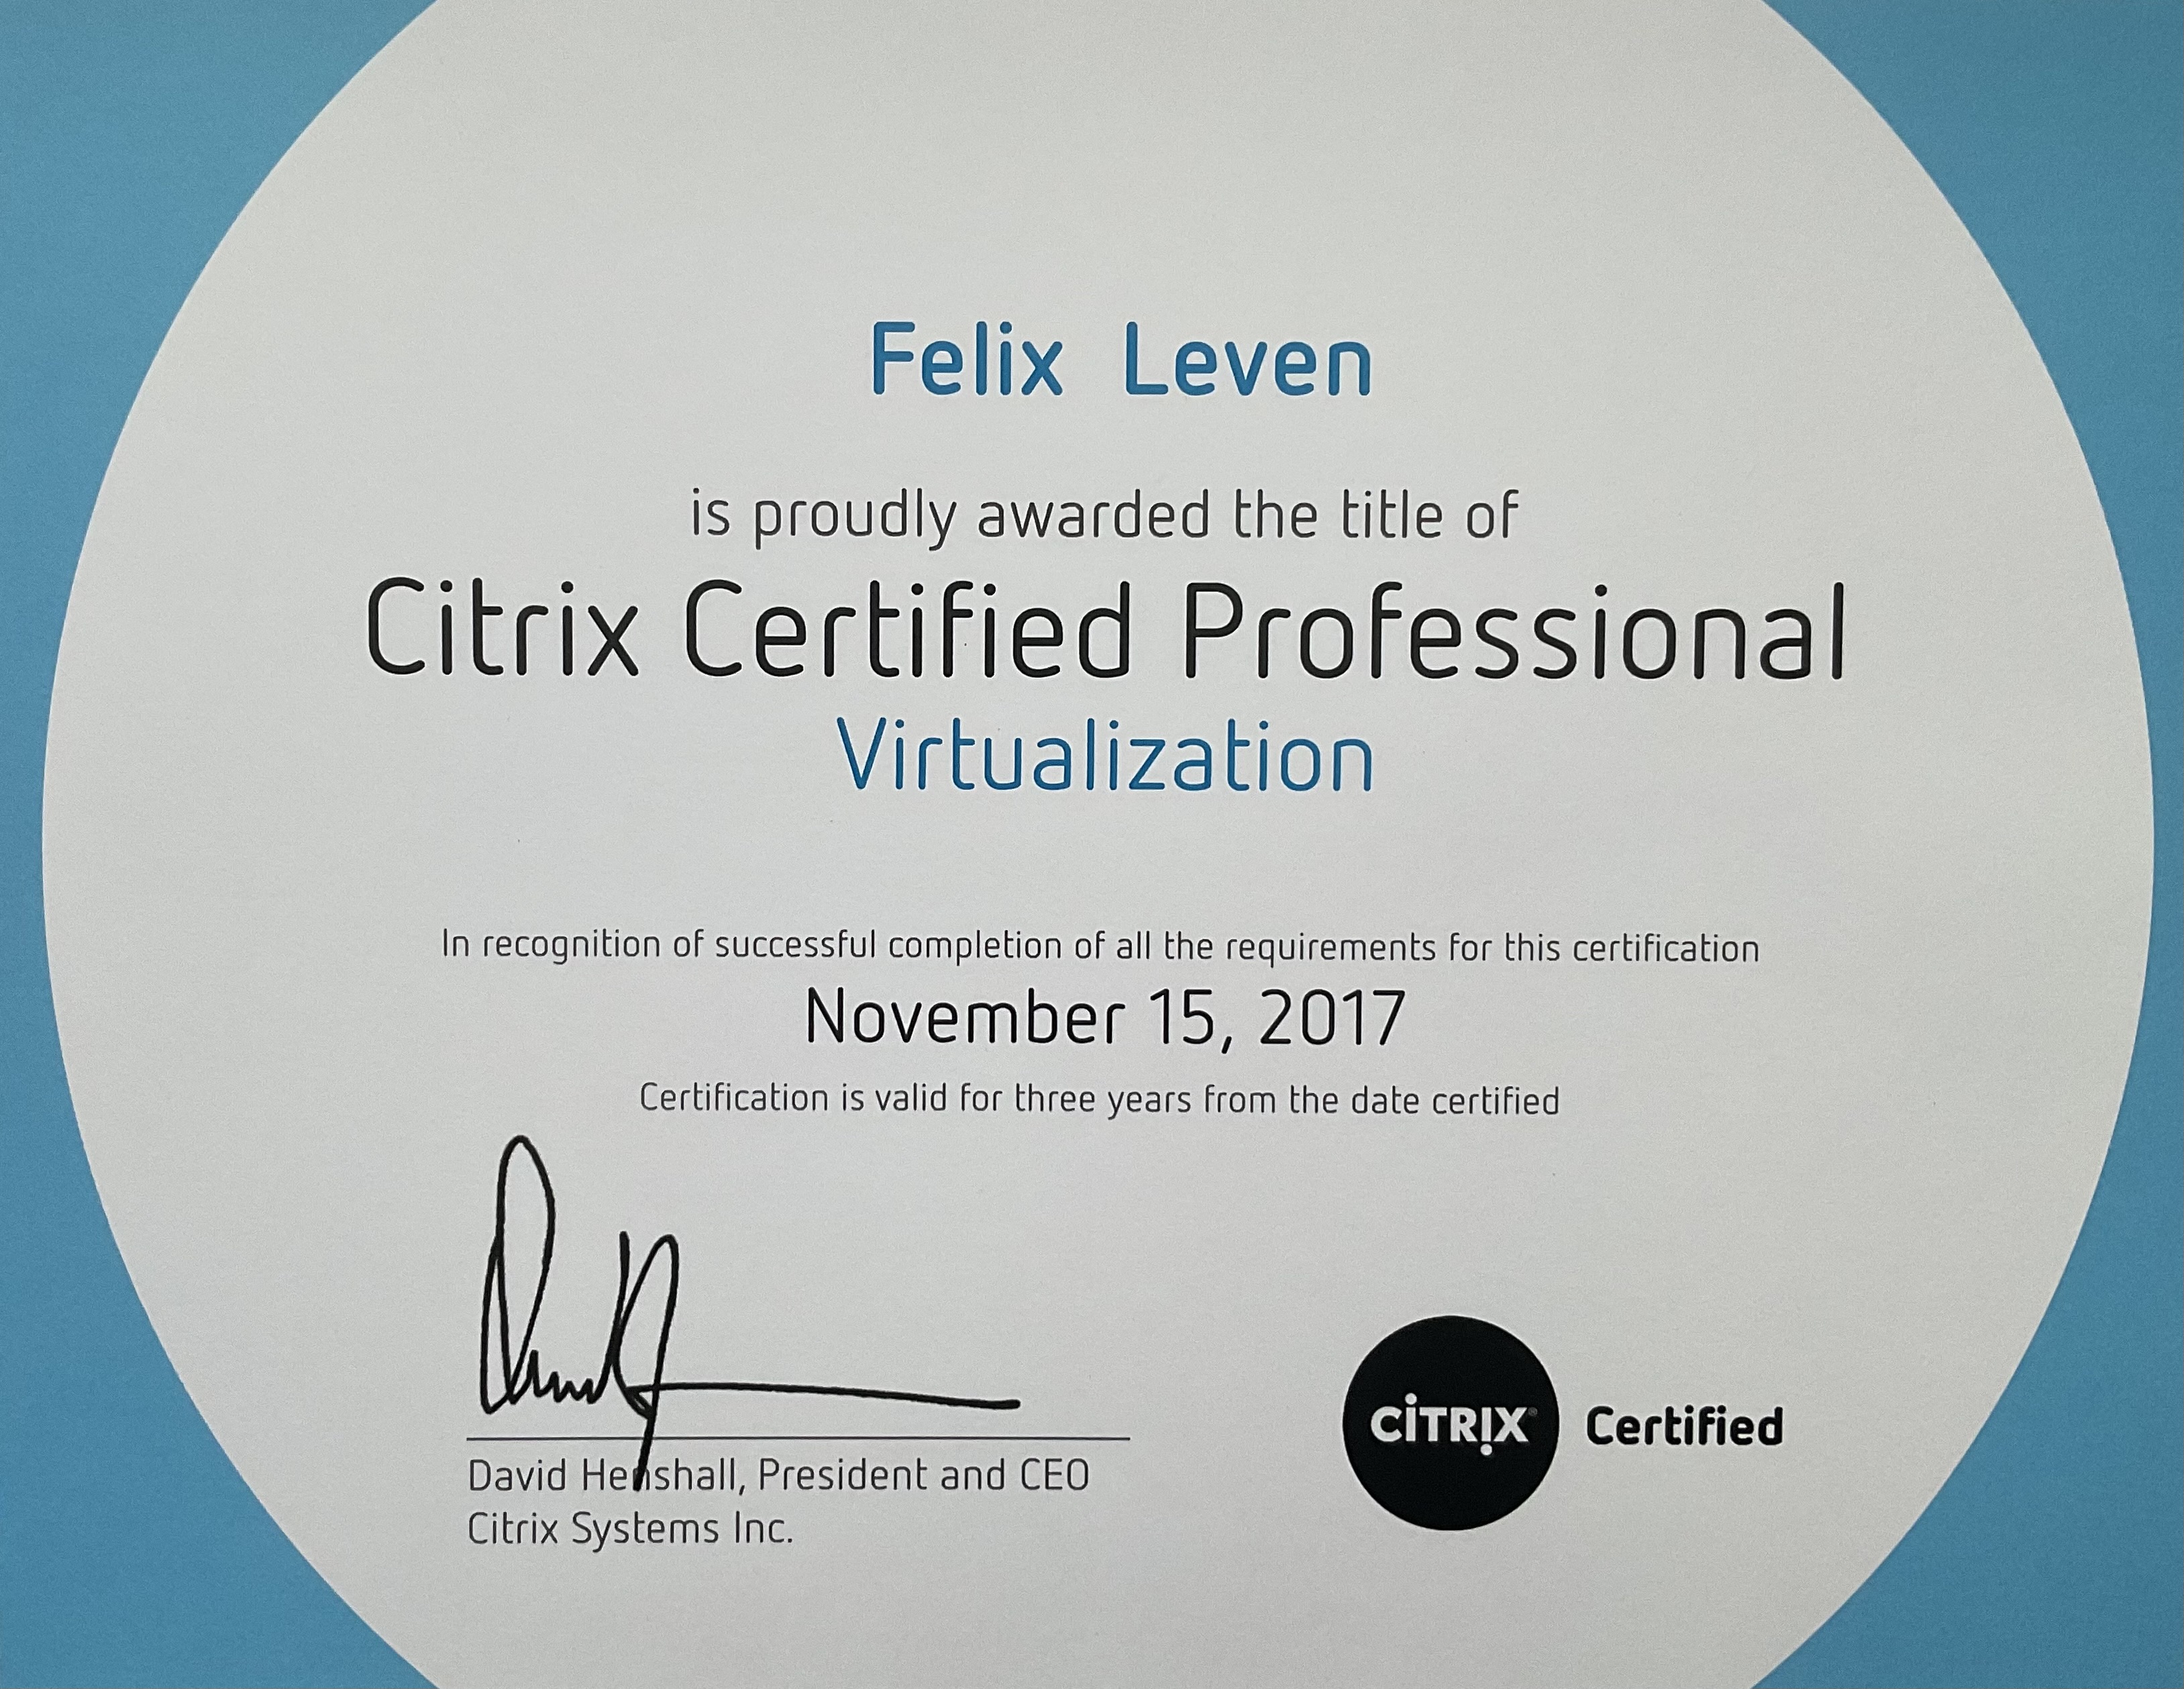 Felix Leven
is proudly awarded the title of
Citrix Certified Professional
Virtualization
In recognition of successful completion of all the requirements for this certification
November 15, 2017
Certification is valid for three years from the date certified
David Henshall, President and CEO
Citrix Systems Inc.
CITRIX® Certified